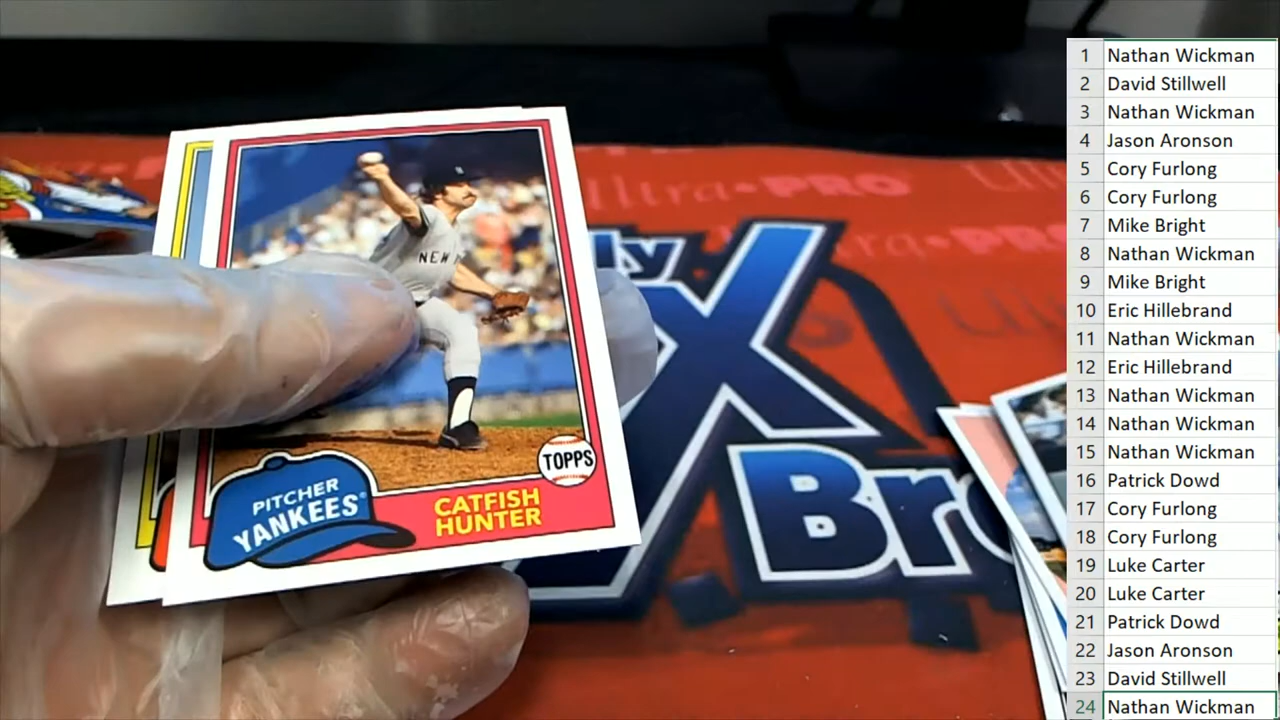 Ultra•PRO
NEW
TOPPS
PITCHER
YANKEES
CATFISH
HUNTER
ly
X
Br
1 Nathan Wickman
2 David Stillwell
3 Nathan Wickman
4 Jason Aronson
5 Cory Furlong
6 Cory Furlong
7 Mike Bright
8 Nathan Wickman
9 Mike Bright
10 Eric Hillebrand
11 Nathan Wickman
12 Eric Hillebrand
13 Nathan Wickman
14 Nathan Wickman
15 Nathan Wickman
16 Patrick Dowd
17 Cory Furlong
18 Cory Furlong
19 Luke Carter
20 Luke Carter
21 Patrick Dowd
22 Jason Aronson
23 David Stillwell
24 Nathan Wickman